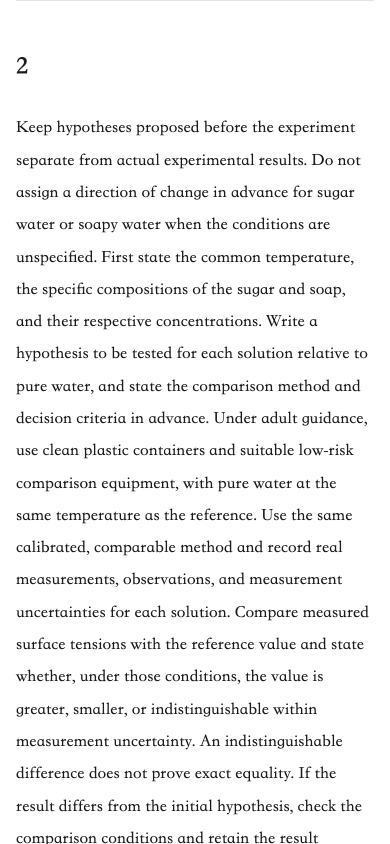 2
Keep hypotheses proposed before the experiment
separate from actual experimental results. Do not
assign a direction of change in advance for sugar
water or soapy water when the conditions are
unspecified. First state the common temperature,
the specific compositions of the sugar and soap,
and their respective concentrations. Write a
hypothesis to be tested for each solution relative to
pure water, and state the comparison method and
decision criteria in advance. Under adult guidance,
use clean plastic containers and suitable low-risk
comparison equipment, with pure water at the
same temperature as the reference. Use the same
calibrated, comparable method and record real
measurements, observations, and measurement
uncertainties for each solution. Compare measured
surface tensions with the reference value and state
whether, under those conditions, the value is
greater, smaller, or indistinguishable within
measurement uncertainty. An indistinguishable
difference does not prove exact equality. If the
result differs from the initial hypothesis, check the
comparison conditions and retain the result